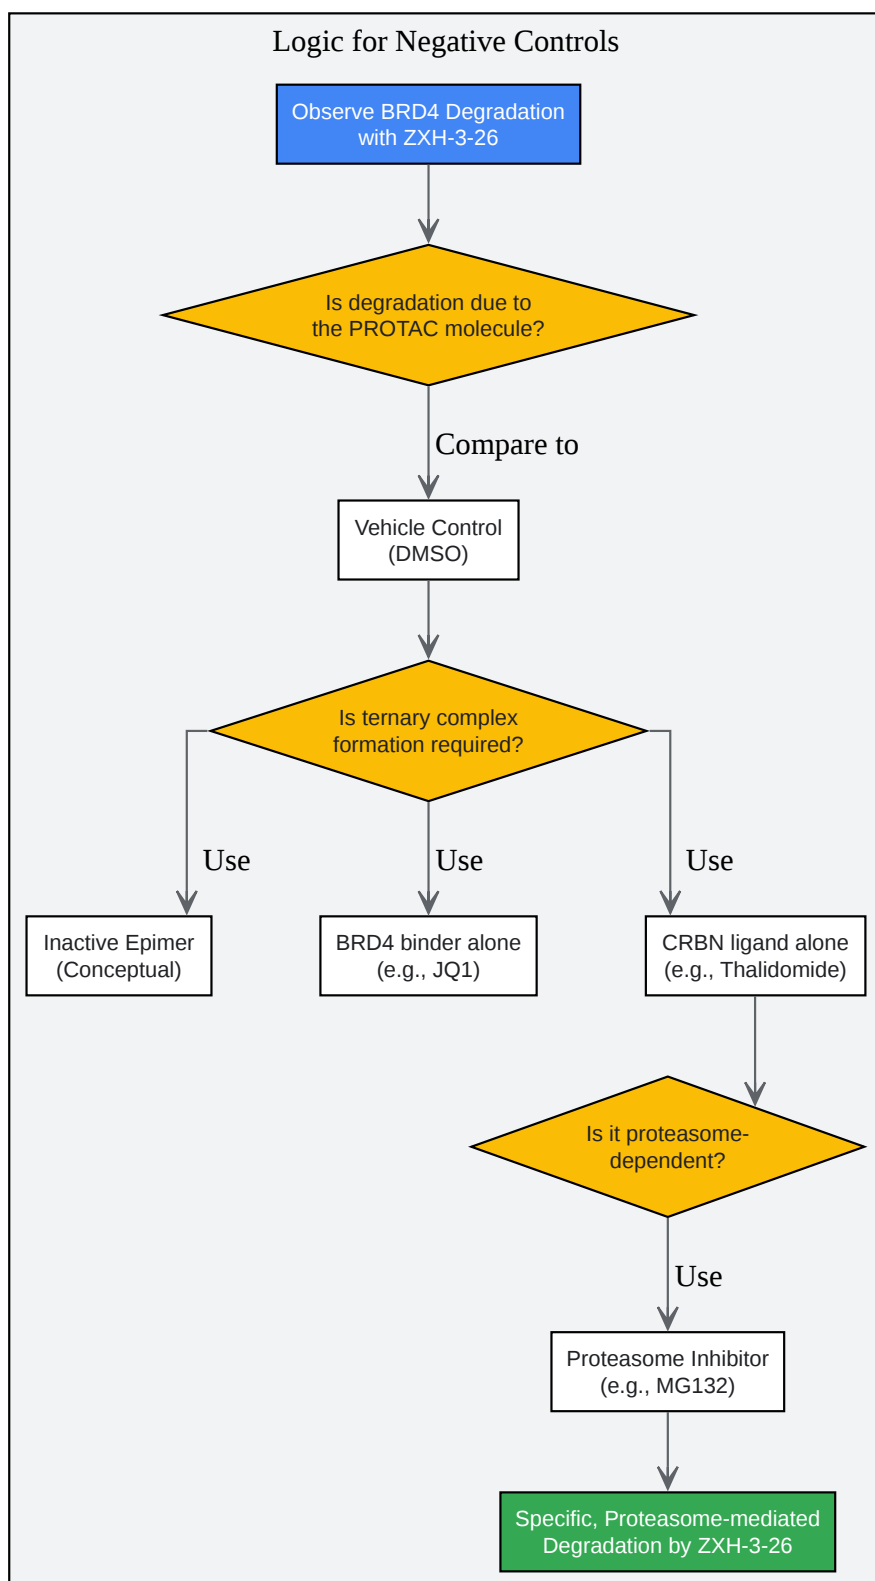 Logic for Negative Controls
Observe BRD4 Degradation
with ZXH-3-26
Is degradation due to
the PROTAC molecule?
Compare to
Vehicle Control
(DMSO)
Is ternary complex
formation required?
Use
Use
Use
Inactive Epimer
(Conceptual)
BRD4 binder alone
(e.g., JQ1)
CRBN ligand alone
(e.g., Thalidomide)
Is it proteasome-
dependent?
Use
Proteasome Inhibitor
(e.g., MG132)
Specific, Proteasome-mediated
Degradation by ZXH-3-26